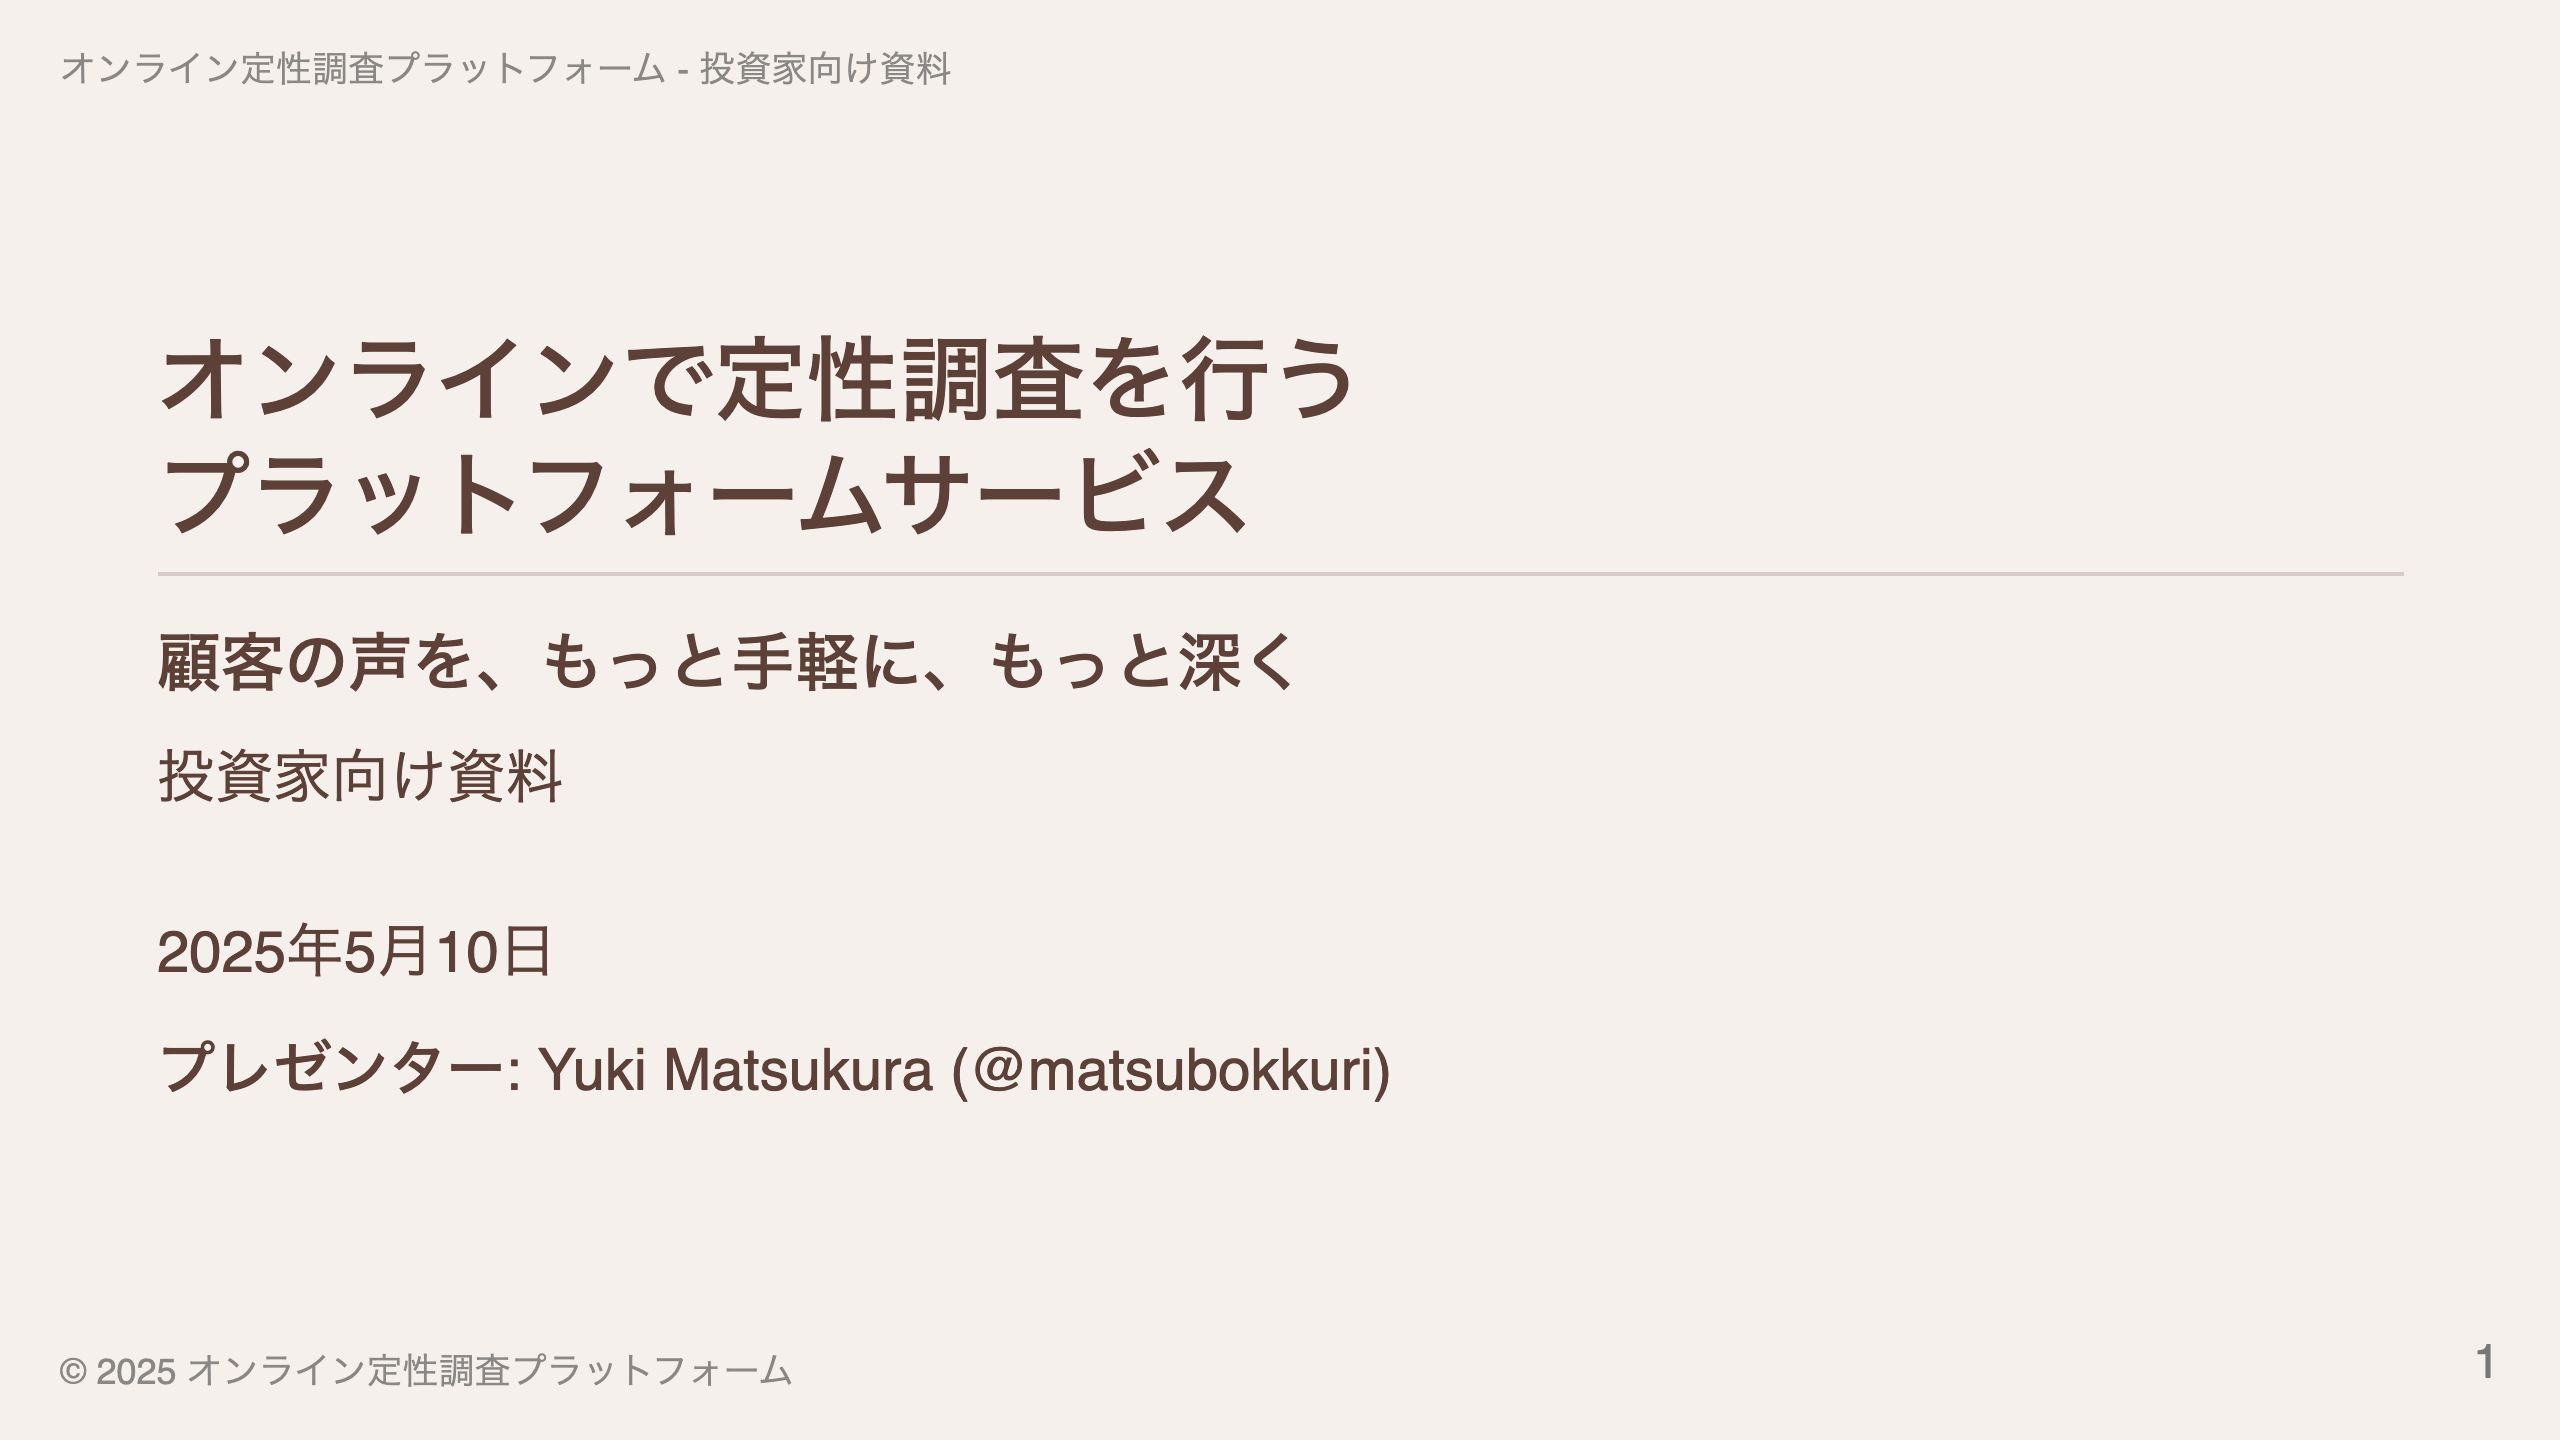 オンライン定性調査プラットフォーム - 投資家向け資料
オンラインで定性調査を行う
プラットフォームサービス
顧客の声を、もっと手軽に、もっと深く
投資家向け資料
2025年5月10日
プレゼンター: Yuki Matsukura (@matsubokkuri)
© 2025 オンライン定性調査プラットフォーム
1